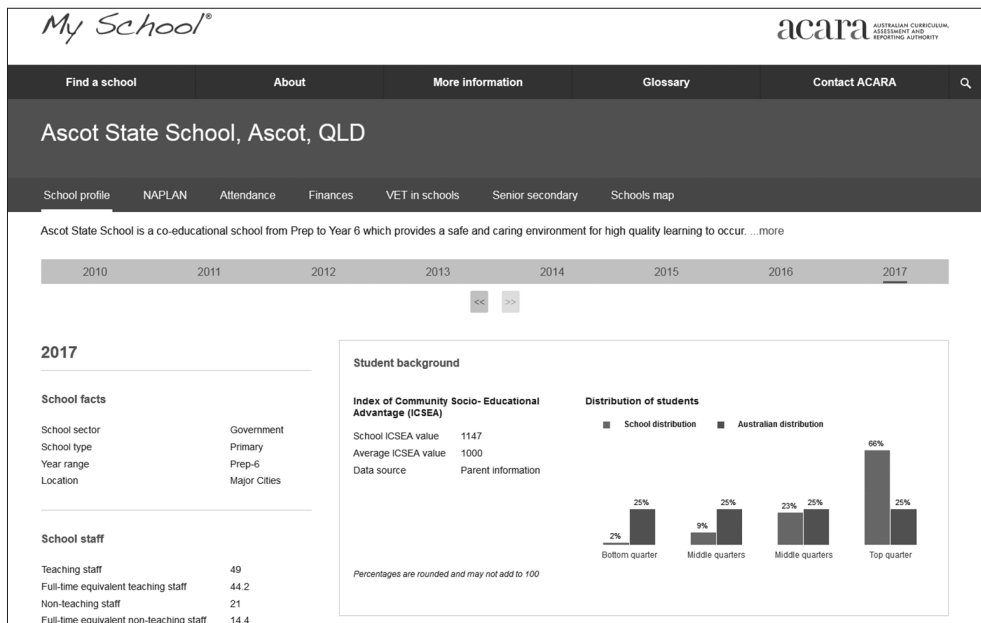 My School®
acara AUSTRALIAN CURRICULUM,
ASSESSMENT AND
REPORTING AUTHORITY
Find a school About More information Glossary Contact ACARA
Ascot State School, Ascot, QLD
School profile NAPLAN Attendance Finances VET in schools Senior secondary Schools map
Ascot State School is a co-educational school from Prep to Year 6 which provides a safe and caring environment for high quality learning to occur. ...more
2010 2011 2012 2013 2014 2015 2016 2017
<< >>
2017
School facts
School sector Government
School type Primary
Year range Prep-6
Location Major Cities
School staff
Teaching staff 49
Full-time equivalent teaching staff 44.2
Non-teaching staff 21
Full-time equivalent non-teaching staff 14.4
Student background
Index of Community Socio- Educational
Advantage (ICSEA)
School ICSEA value 1147
Average ICSEA value 1000
Data source Parent information
Percentages are rounded and may not add to 100
Distribution of students
School distribution Australian distribution
2% 25% 9% 25% 23% 25% 66% 25%
Bottom quarter Middle quarters Middle quarters Top quarter